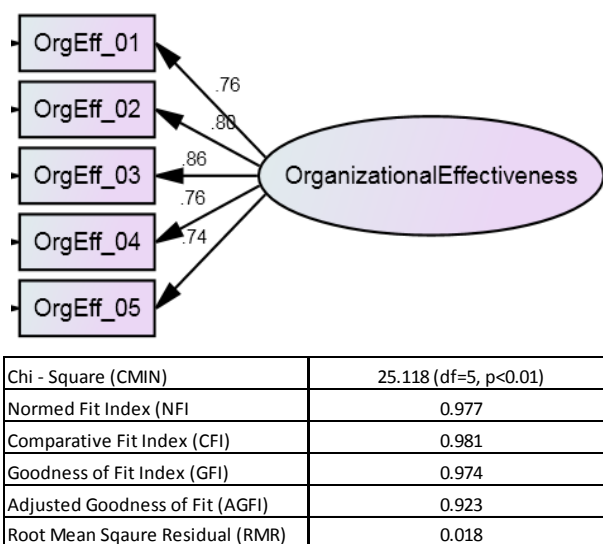 OrgEff_01
.76
OrgEff_02
.80
.86
OrgEff_03
OrganizationalEffectiveness
.76
OrgEff_04
.74
OrgEff_05
Chi - Square (CMIN) 25.118 (df=5, p<0.01)
Normed Fit Index (NFI 0.977
Comparative Fit Index (CFI) 0.981
Goodness of Fit Index (GFI) 0.974
Adjusted Goodness of Fit (AGFI) 0.923
Root Mean Sqaure Residual (RMR) 0.018